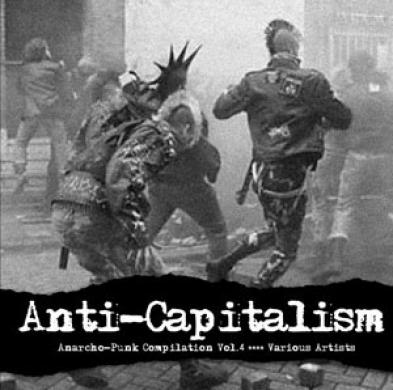 Anti-Capitalism
Anarcho-Punk Compilation Vol.4 **** Various Artists